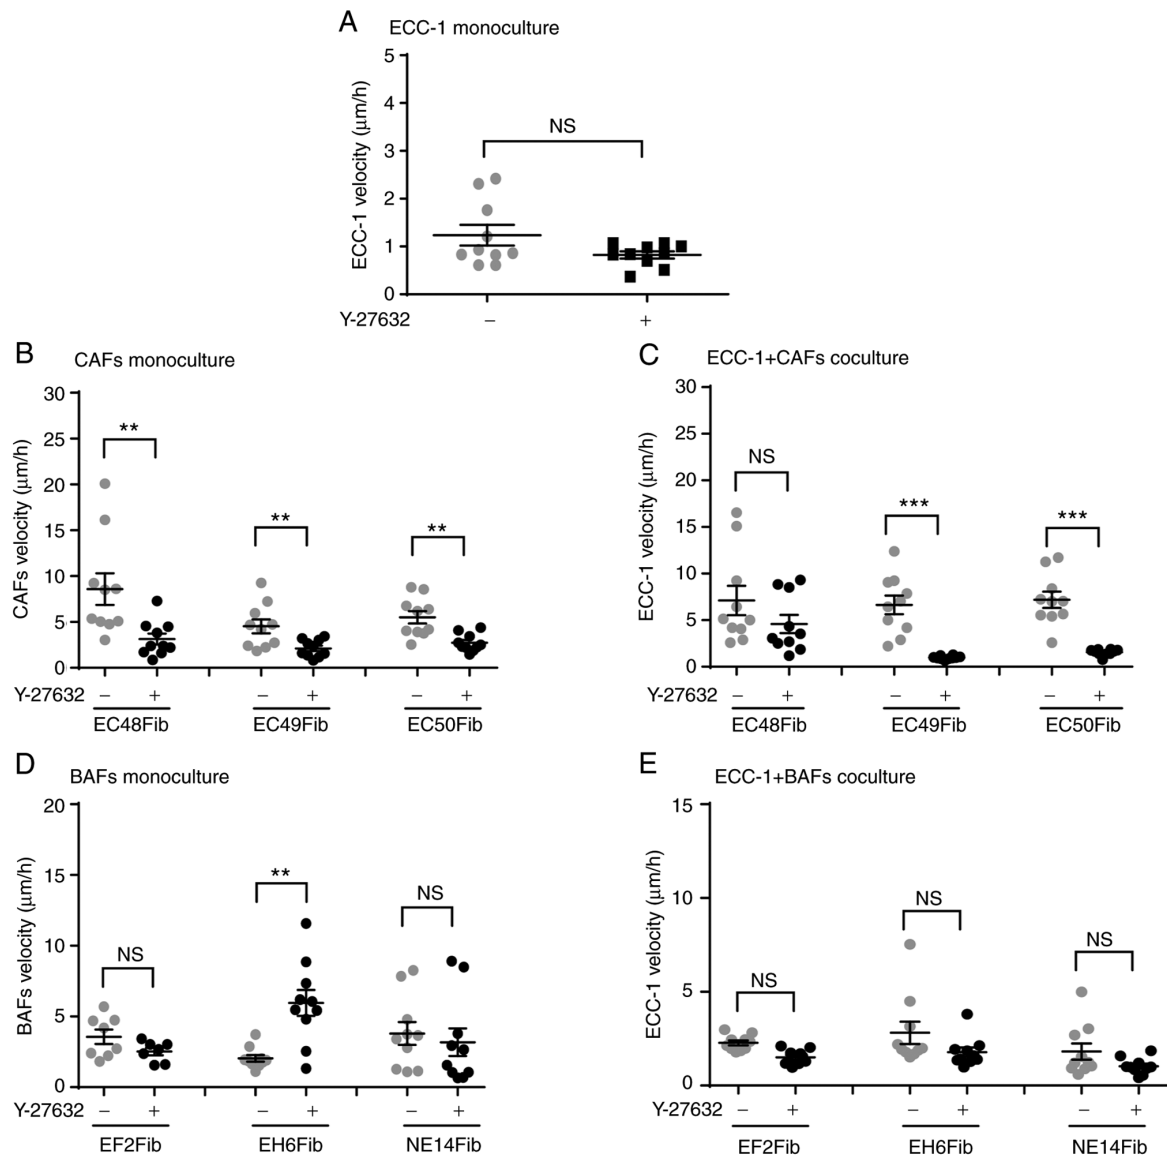 A
ECC-1 monoculture
ECC-1 velocity (μm/h)
5
4
3
2
1
0
NS
Y-27632 – +
B
CAFs monoculture
CAFs velocity (μm/h)
30
25
20
15
10
5
0
** ** **
Y-27632 – + – + – +
EC48Fib EC49Fib EC50Fib
C
ECC-1+CAFs coculture
ECC-1 velocity (μm/h)
30
25
20
15
10
5
0
NS *** ***
Y-27632 – + – + – +
EC48Fib EC49Fib EC50Fib
D
BAFs monoculture
BAFs velocity (μm/h)
20
15
10
5
0
NS ** NS
Y-27632 – + – + – +
EF2Fib EH6Fib NE14Fib
E
ECC-1+BAFs coculture
ECC-1 velocity (μm/h)
15
10
5
0
NS NS NS
Y-27632 – + – + – +
EF2Fib EH6Fib NE14Fib